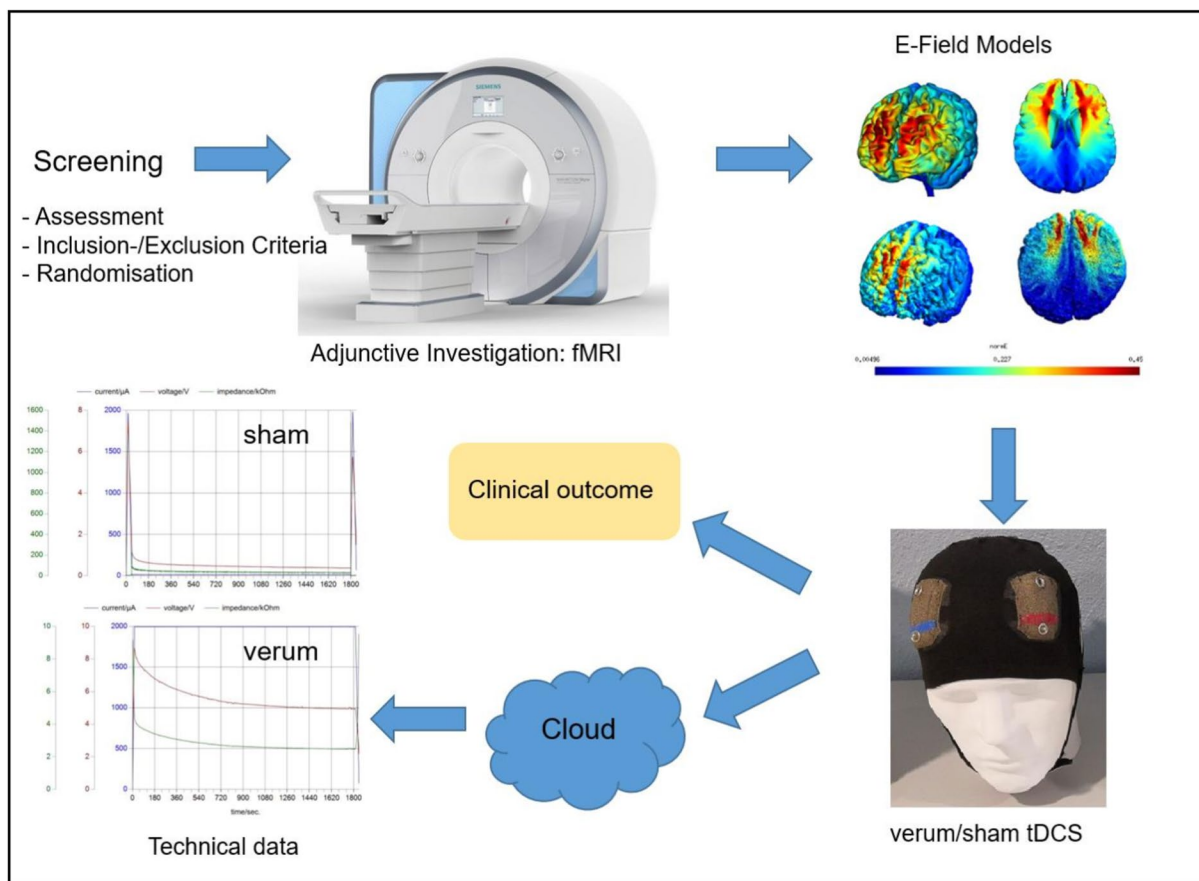 Screening
- Assessment
- Inclusion-/Exclusion Criteria
- Randomisation
SIEMENS
Adjunctive Investigation: fMRI
E-Field Models
normE
0.00496 0.227 0.45
current/µA voltage/V impedance/kOhm
sham
1600 8 2000
1400
1200 6 1500
1000
800 4 1000
600
400 2 500
200
0 0 0
0 180 360 540 720 900 1080 1260 1440 1620 1800
current/µA voltage/V impedance/kOhm
verum
10 10 2000
8 8 1500
6 6
4 4 1000
2 2 500
0 0 0
0 180 360 540 720 900 1080 1260 1440 1620 1800
time/sec.
Technical data
Clinical outcome
Cloud
verum/sham tDCS